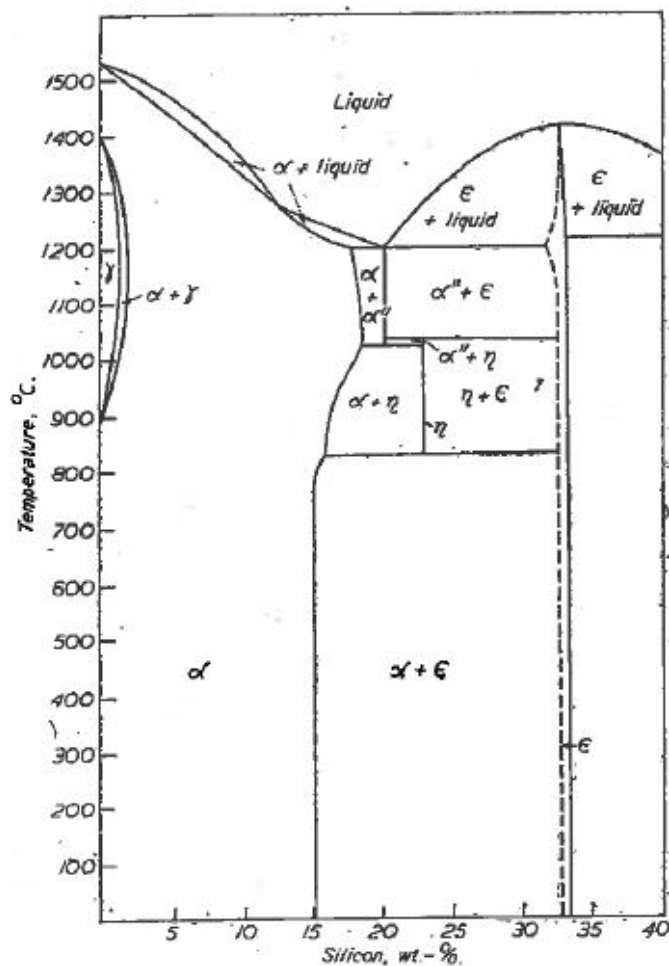 1500
Liquid
1400
α + liquid
ϵ
+ liquid
ϵ
+ liquid
1300
1200
γ
α + γ
α
+
α"
α" + ϵ
1100
α" + η
1000
α + η
η + ϵ
η
900
800
700
600
500
α
α + ϵ
400
300
ϵ
200
100
Temperature, °C.
5 10 15 20 25 30 35 40
Silicon, wt.-%.